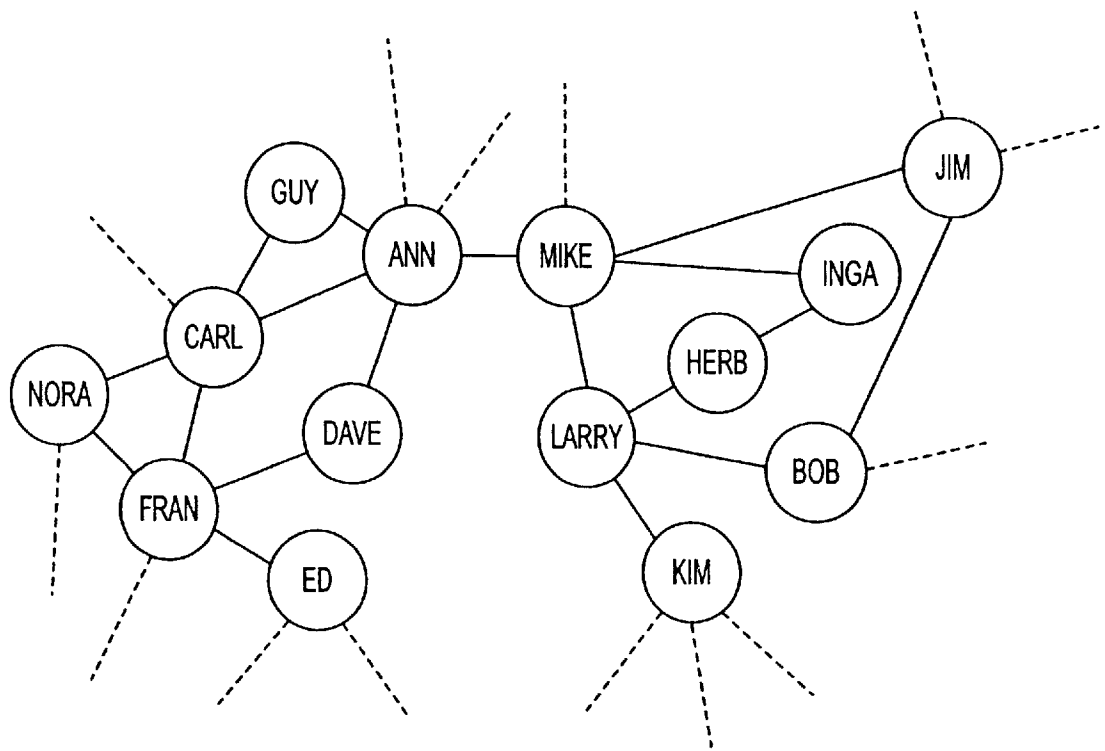 JIM
GUY
ANN
MIKE
INGA
CARL
HERB
NORA
DAVE
LARRY
BOB
FRAN
ED
KIM